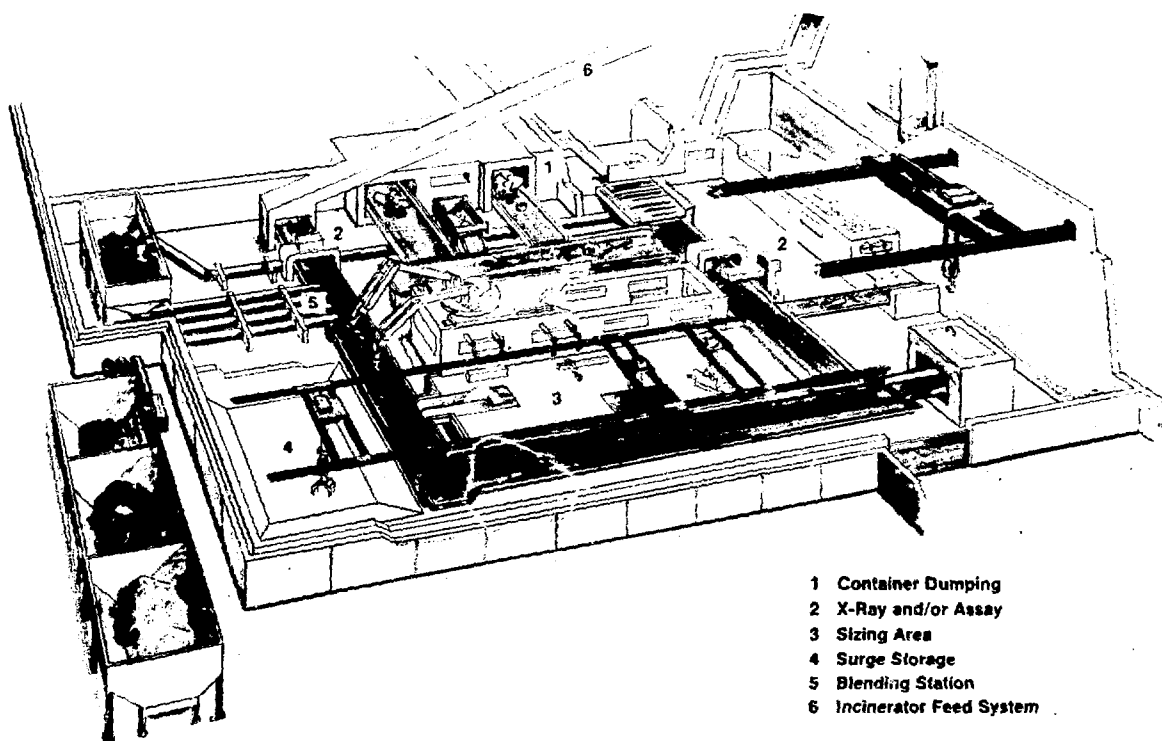 6
1
2
2
5
3
4
1 Container Dumping
2 X-Ray and/or Assay
3 Sizing Area
4 Surge Storage
5 Blending Station
6 Incinerator Feed System